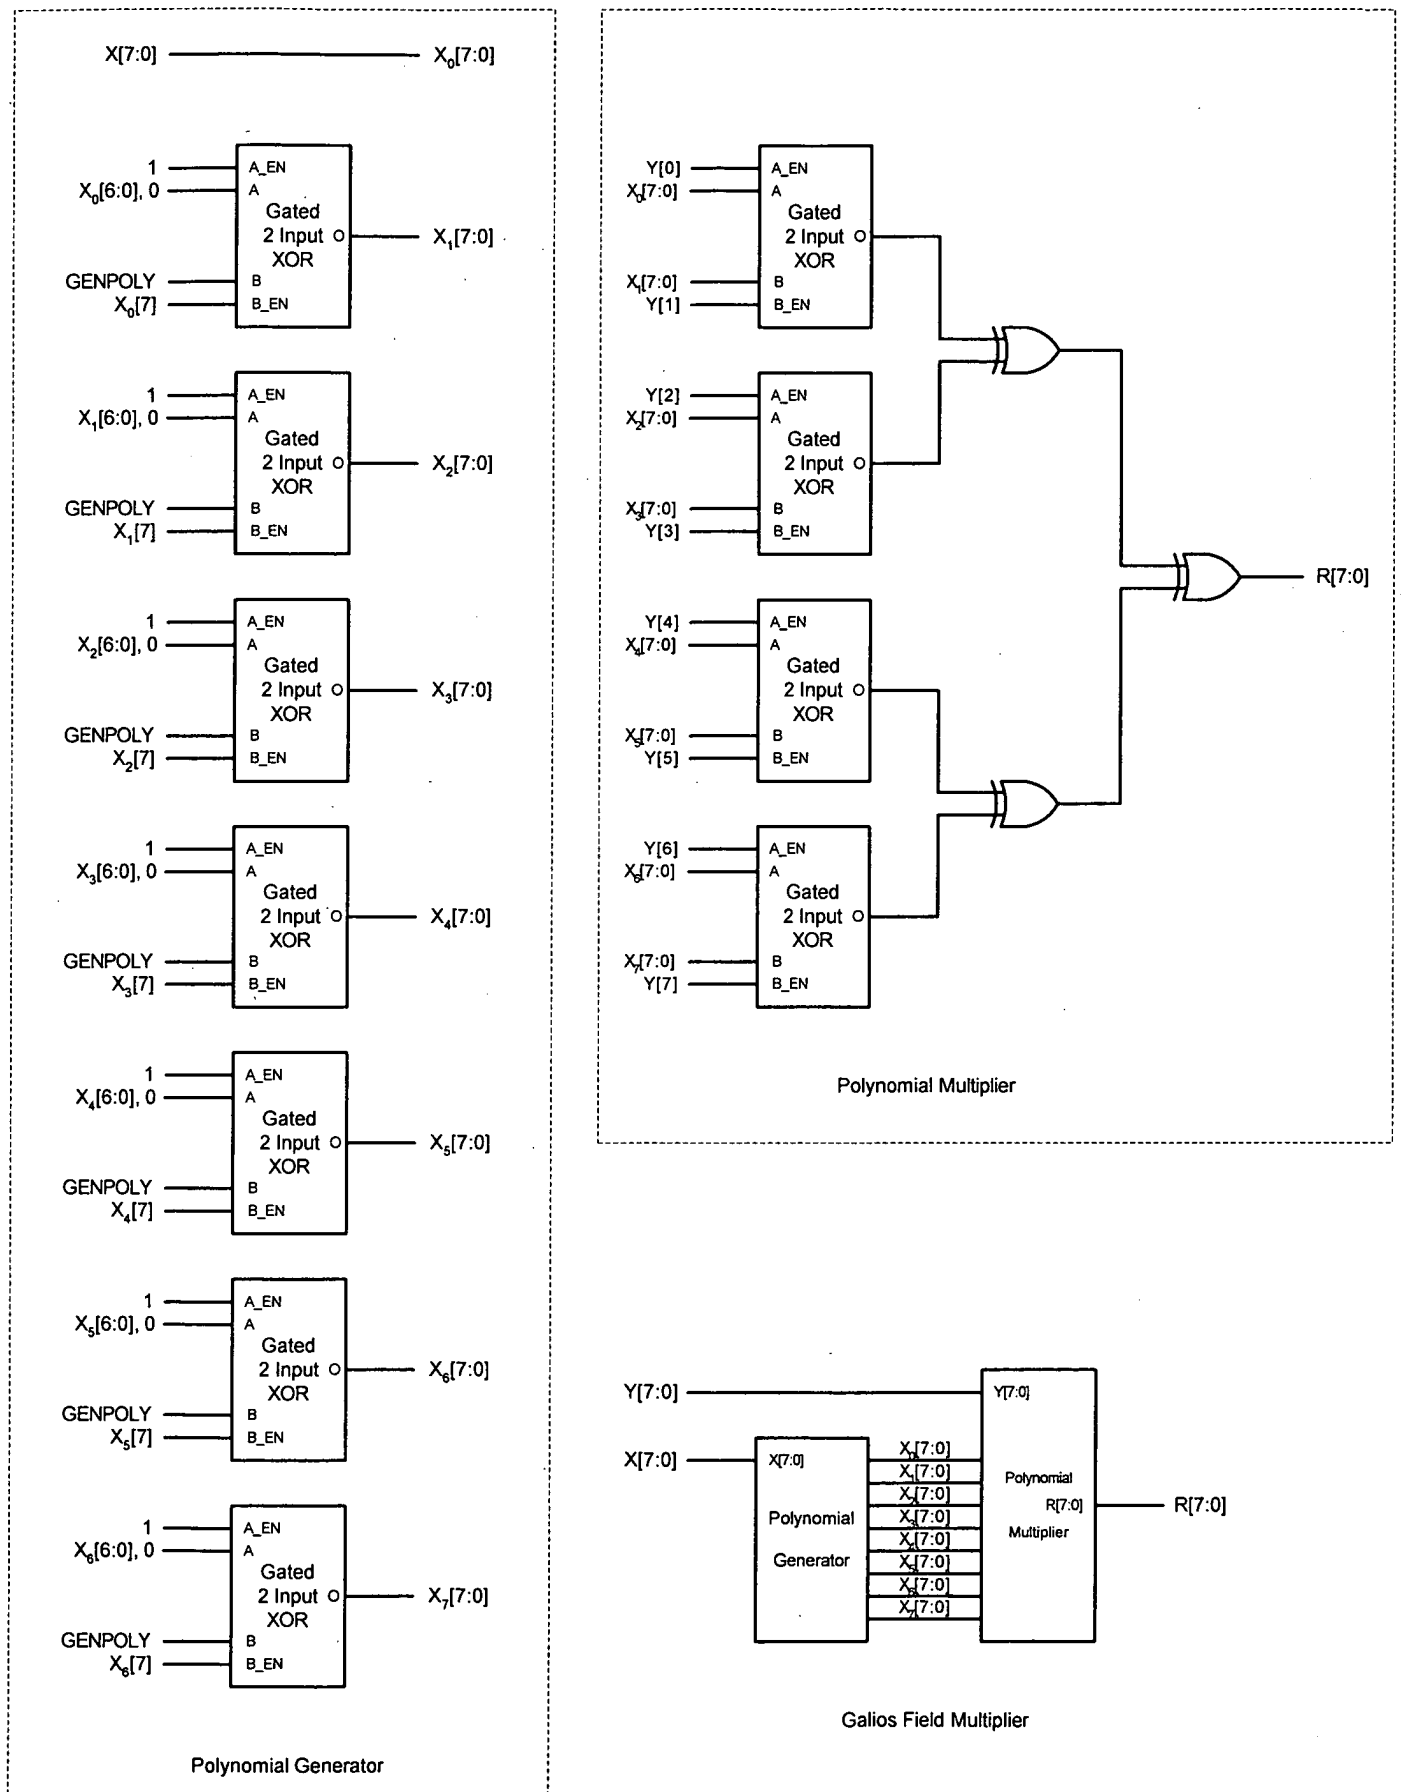 X[7:0] X₀[7:0]
1 A_EN
X₀[6:0], 0 A
Gated
2 Input O X₁[7:0]
XOR
GENPOLY B
X₀[7] B_EN
1 A_EN
X₁[6:0], 0 A
Gated
2 Input O X₂[7:0]
XOR
GENPOLY B
X₁[7] B_EN
1 A_EN
X₂[6:0], 0 A
Gated
2 Input O X₃[7:0]
XOR
GENPOLY B
X₂[7] B_EN
1 A_EN
X₃[6:0], 0 A
Gated
2 Input O X₄[7:0]
XOR
GENPOLY B
X₃[7] B_EN
1 A_EN
X₄[6:0], 0 A
Gated
2 Input O X₅[7:0]
XOR
GENPOLY B
X₄[7] B_EN
1 A_EN
X₅[6:0], 0 A
Gated
2 Input O X₆[7:0]
XOR
GENPOLY B
X₅[7] B_EN
1 A_EN
X₆[6:0], 0 A
Gated
2 Input O X₇[7:0]
XOR
GENPOLY B
X₆[7] B_EN
Polynomial Generator
Y[0] A_EN
X₀[7:0] A
Gated
2 Input O
XOR
X₁[7:0] B
Y[1] B_EN
Y[2] A_EN
X₂[7:0] A
Gated
2 Input O
XOR
X₃[7:0] B
Y[3] B_EN
R[7:0]
Y[4] A_EN
X₄[7:0] A
Gated
2 Input O
XOR
X₅[7:0] B
Y[5] B_EN
Y[6] A_EN
X₆[7:0] A
Gated
2 Input O
XOR
X₇[7:0] B
Y[7] B_EN
Polynomial Multiplier
Y[7:0] Y[7:0]
X[7:0] X[7:0]
Polynomial
Generator
X₀[7:0]
X₁[7:0]
X₂[7:0]
X₃[7:0]
X₄[7:0]
X₅[7:0]
X₆[7:0]
X₇[7:0]
Polynomial
R[7:0] R[7:0]
Multiplier
Galios Field Multiplier